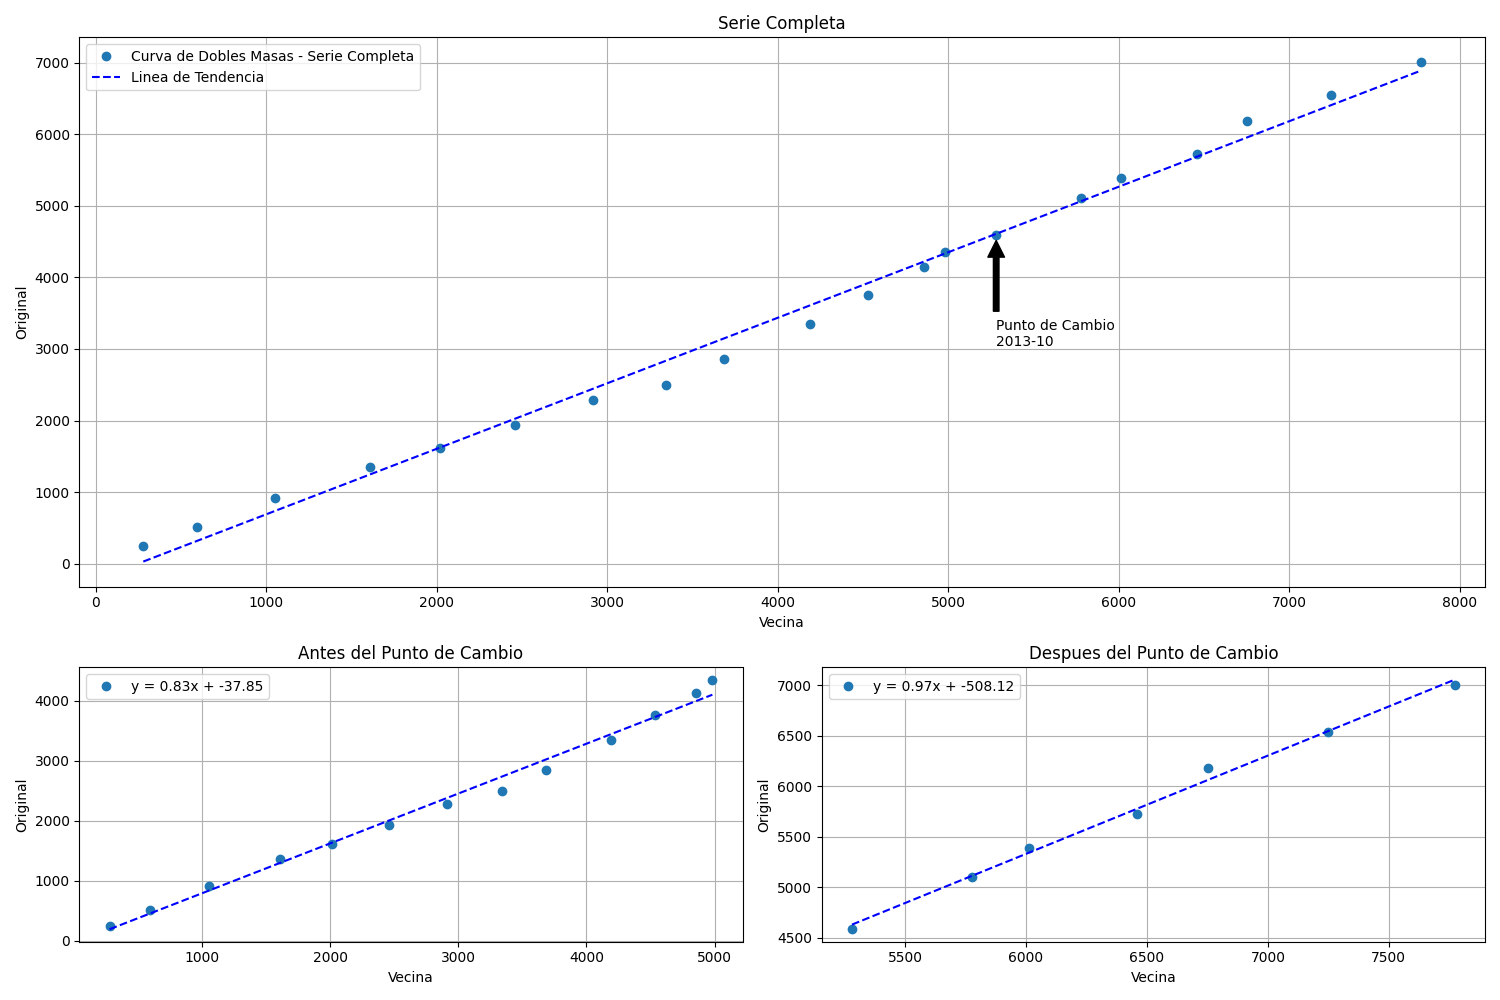 Serie Completa
Curva de Dobles Masas - Serie Completa
Linea de Tendencia
7000
6000
5000
4000
3000
2000
1000
0
Original
Punto de Cambio
2013-10
0 1000 2000 3000 4000 5000 6000 7000 8000
Vecina
Antes del Punto de Cambio
y = 0.83x + -37.85
4000
3000
2000
1000
0
Original
1000 2000 3000 4000 5000
Vecina
Despues del Punto de Cambio
y = 0.97x + -508.12
7000
6500
6000
5500
5000
4500
Original
5500 6000 6500 7000 7500
Vecina